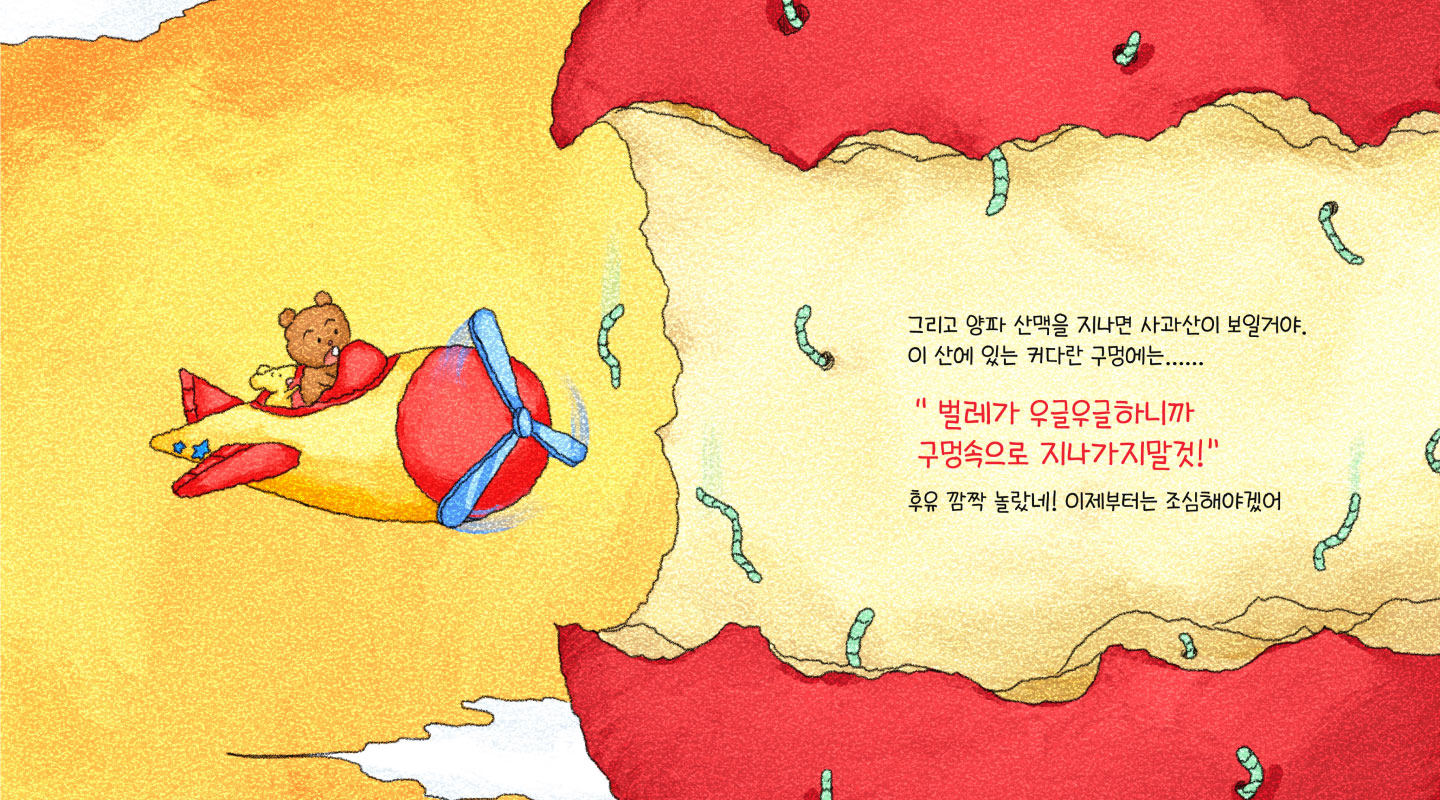 그리고 양파 산맥을 지나면 사과산이 보일거야.
이 산에 있는 커다란 구멍에는......
" 벌레가 우글우글하니까
구멍속으로 지나가지말것!"
후유 깜짝 놀랐네! 이제부터는 조심해야겠어